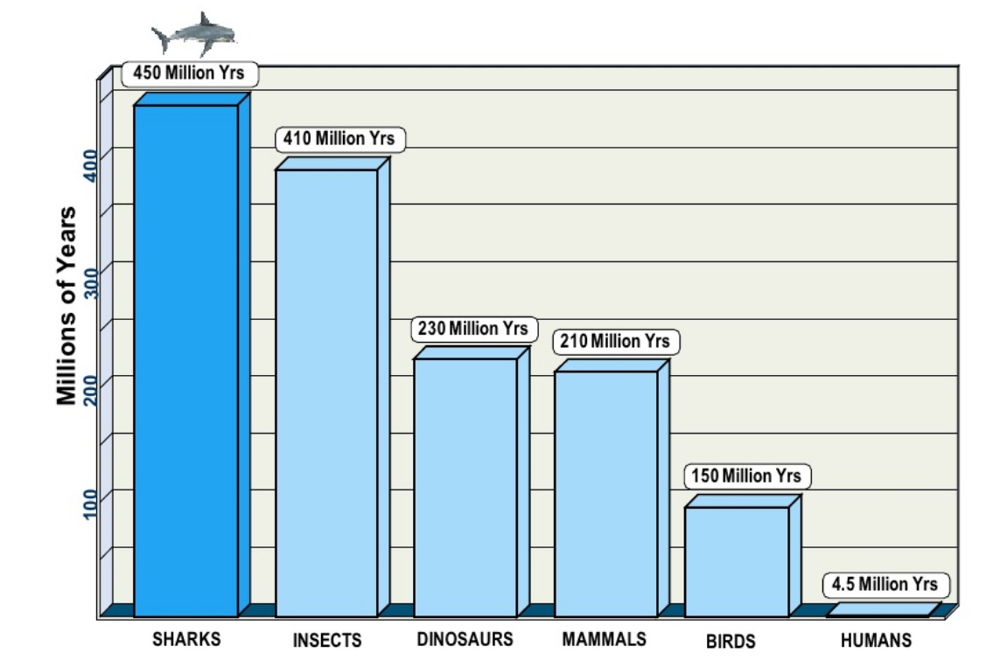 450 Million Yrs
410 Million Yrs
230 Million Yrs
210 Million Yrs
150 Million Yrs
4.5 Million Yrs
Millions of Years
400
300
200
100
SHARKS
INSECTS
DINOSAURS
MAMMALS
BIRDS
HUMANS